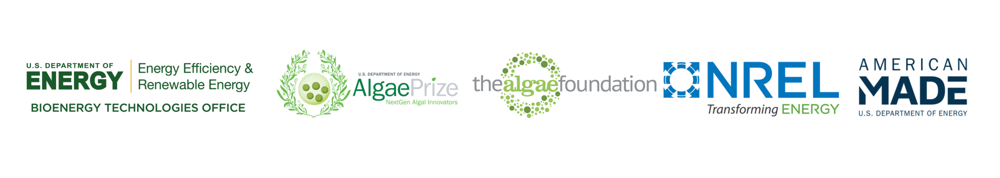 U.S. DEPARTMENT OF
ENERGY
Energy Efficiency &
Renewable Energy
BIOENERGY TECHNOLOGIES OFFICE
U.S. DEPARTMENT OF ENERGY
AlgaePrize
NextGen Algal Innovators
thealgaefoundation
NREL
Transforming ENERGY
AMERICAN
MADE
U.S. DEPARTMENT OF ENERGY